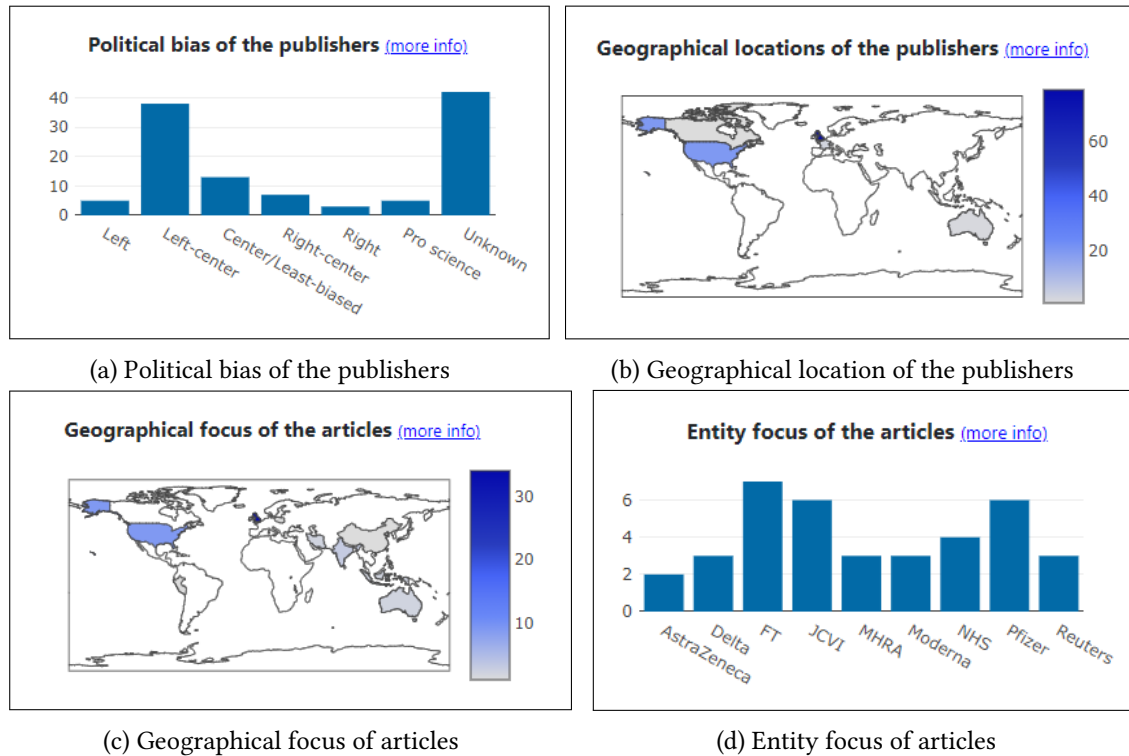 Political bias of the publishers (more info)
40
30
20
10
0
Left
Left-center
Center/Least-biased
Right-center
Right
Pro science
Unknown
(a) Political bias of the publishers
Geographical locations of the publishers (more info)
60
40
20
(b) Geographical location of the publishers
Geographical focus of the articles (more info)
30
20
10
(c) Geographical focus of articles
Entity focus of the articles (more info)
6
4
2
0
AstraZeneca
Delta
FT
JCVI
MHRA
Moderna
NHS
Pfizer
Reuters
(d) Entity focus of articles